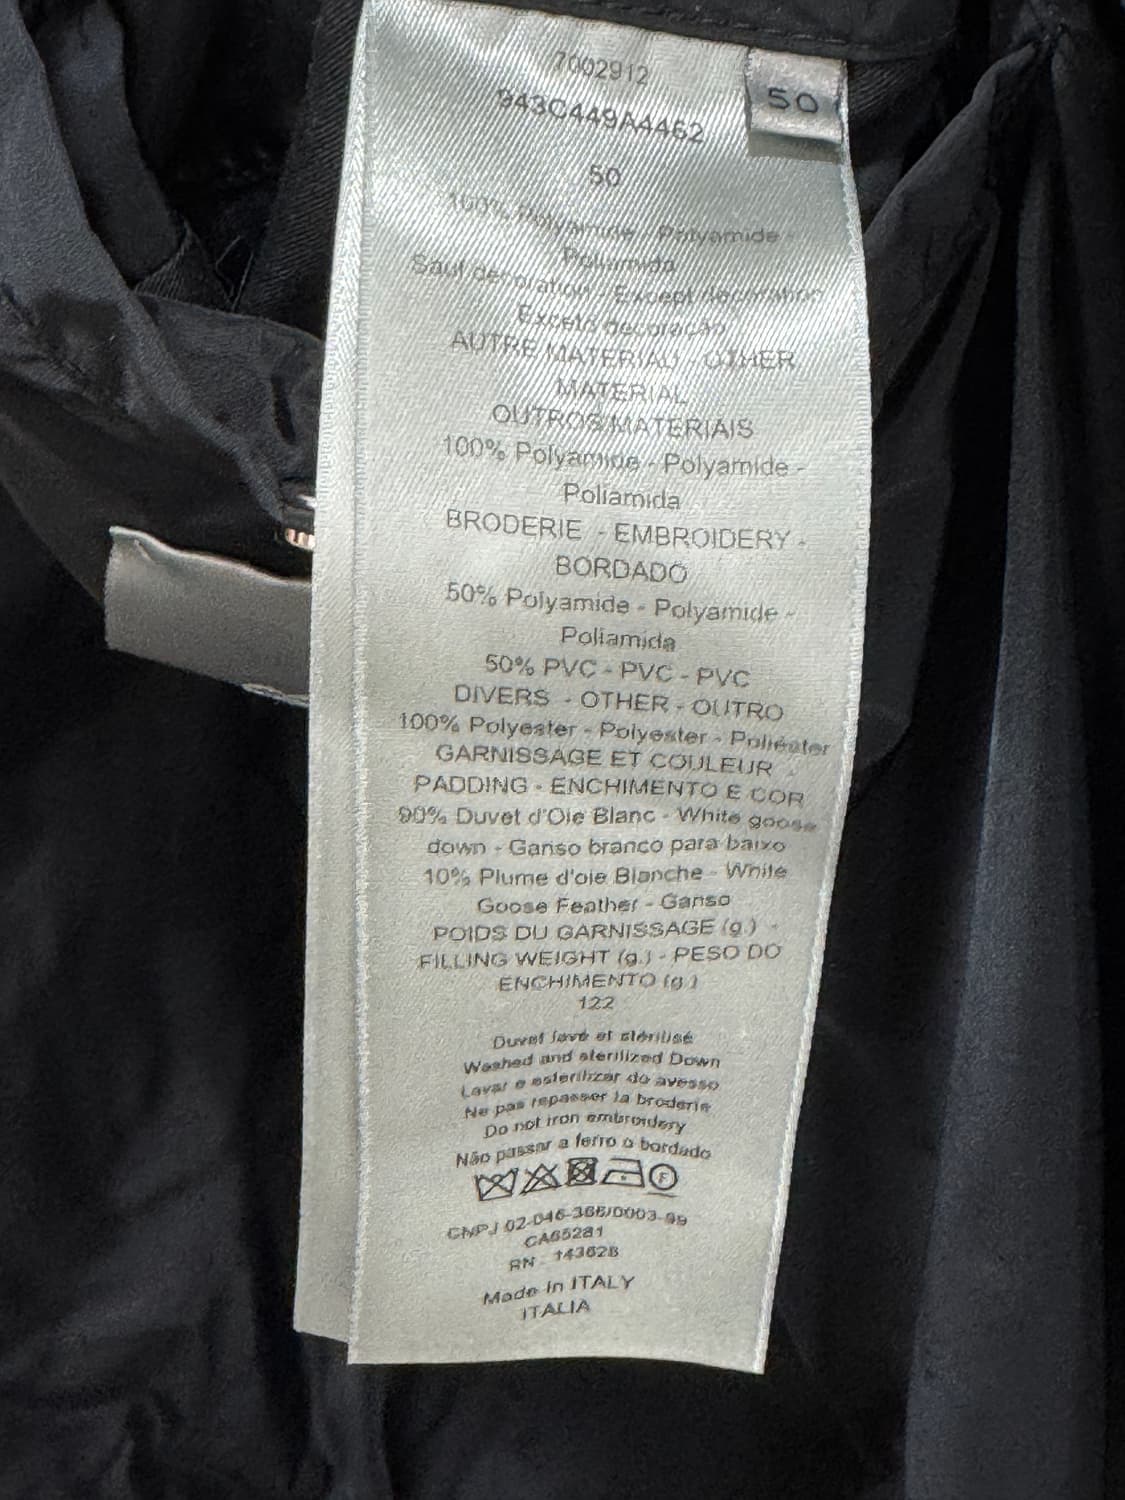 7002912
50
943C449A4462
50
100% Polyamide - Polyamide -
Poliamida
Sauf decoration - Except decoration
Exceto decoração
AUTRE MATERIAU - OTHER
MATERIAL
OUTROS MATERIAIS
100% Polyamide - Polyamide -
Poliamida
BRODERIE - EMBROIDERY -
BORDADO
50% Polyamide - Polyamide -
Poliamida
50% PVC - PVC - PVC
DIVERS - OTHER - OUTRO
100% Polyester - Polyester - Poliéster
GARNISSAGE ET COULEUR
PADDING - ENCHIMENTO E COR
90% Duvet d'Oie Blanc - White goose
down - Ganso branco para baixo
10% Plume d'oie Blanche - White
Goose Feather - Ganso
POIDS DU GARNISSAGE (g.) -
FILLING WEIGHT (g.) - PESO DO
ENCHIMENTO (g.)
122
Duvet lavé et stérilisé
Washed and sterilized Down
Lavar e esterilizar do avesso
Ne pas repasser la broderie
Do not iron embroidery
Não passar a ferro o bordado
F
CNPJ 02-046-366/0003-99
CA65281
RN - 143628
Made in ITALY
ITALIA